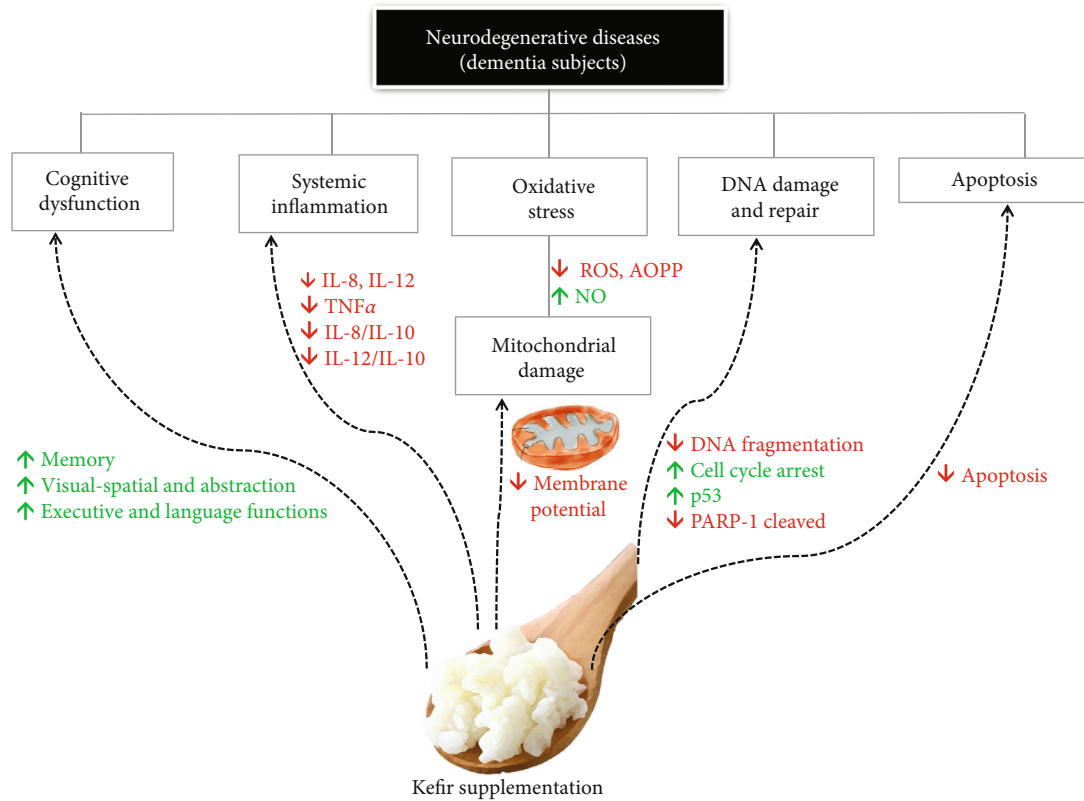 Neurodegenerative diseases
(dementia subjects)
Cognitive
dysfunction
Systemic
inflammation
Oxidative
stress
DNA damage
and repair
Apoptosis
↓ IL-8, IL-12
↓ TNFα
↓ IL-8/IL-10
↓ IL-12/IL-10
↓ ROS, AOPP
↑ NO
Mitochondrial
damage
↑ Memory
↑ Visual-spatial and abstraction
↑ Executive and language functions
↓ Membrane
potential
↓ DNA fragmentation
↑ Cell cycle arrest
↑ p53
↓ PARP-1 cleaved
↓ Apoptosis
Kefir supplementation